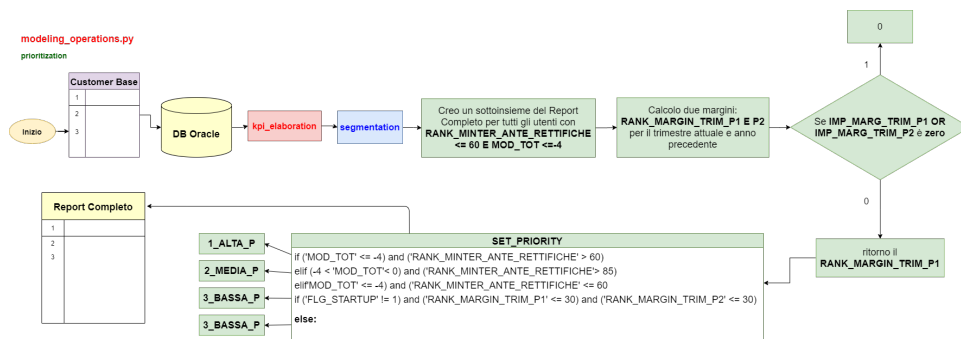 modeling_operations.py
prioritization
Inizio
Customer Base
1
2
3
DB Oracle
kpi_elaboration
segmentation
Creo un sottoinsieme del Report
Completo per tutti gli utenti con
RANK_MINTER_ANTE_RETTIFICHE
<= 60 E MOD_TOT <=-4
Calcolo due margini:
RANK_MARGIN_TRIM_P1 E P2
per il trimestre attuale e anno
precedente
0
1
Se IMP_MARG_TRIM_P1 OR
IMP_MARG_TRIM_P2 è zero
0
ritorno il
RANK_MARGIN_TRIM_P1
Report Completo
1
2
3
1_ALTA_P
2_MEDIA_P
3_BASSA_P
3_BASSA_P
SET_PRIORITY
if ('MOD_TOT' <= -4) and ('RANK_MINTER_ANTE_RETTIFICHE' > 60)
elif (-4 < 'MOD_TOT'< 0) and ('RANK_MINTER_ANTE_RETTIFICHE'> 85)
elif'MOD_TOT' <= -4) and ('RANK_MINTER_ANTE_RETTIFICHE' <= 60
if ('FLG_STARTUP' != 1) and ('RANK_MARGIN_TRIM_P1' <= 30) and ('RANK_MARGIN_TRIM_P2' <= 30)
else: